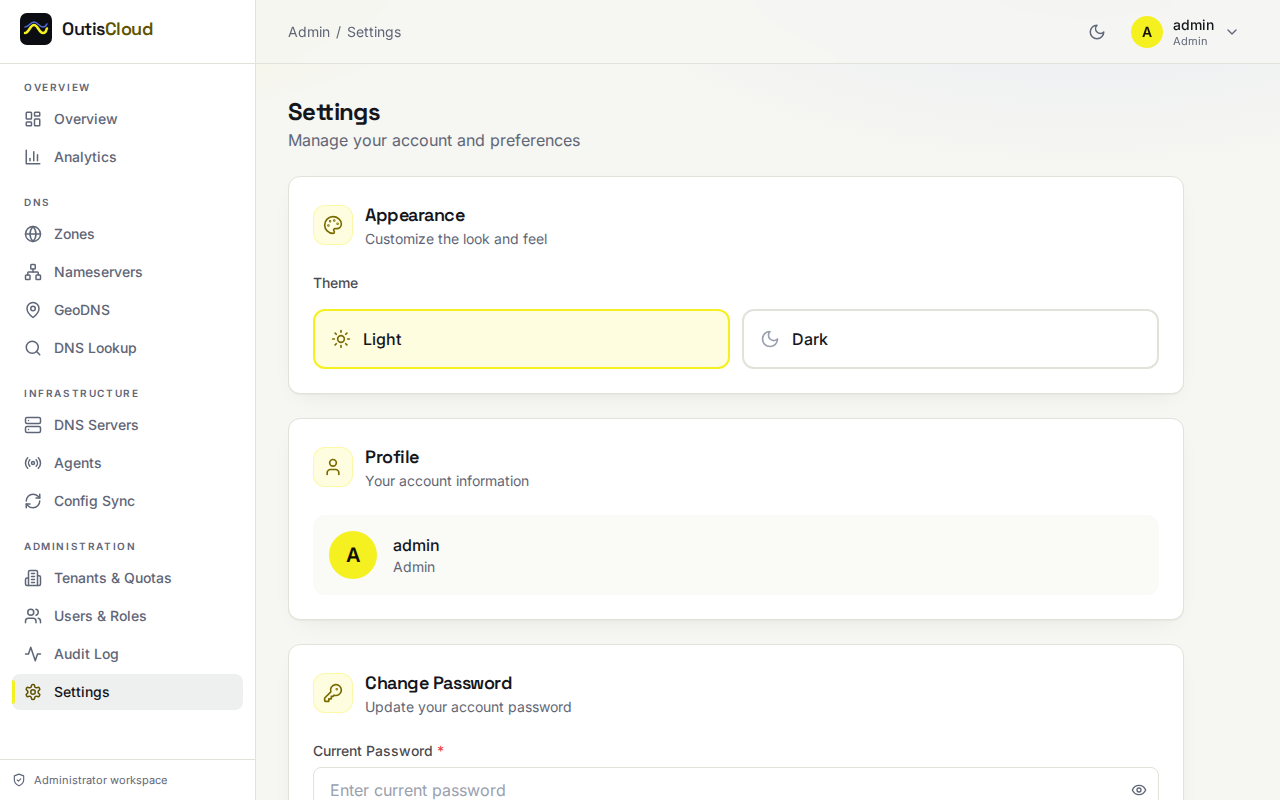 OutisCloud
Admin / Settings
A
admin
Admin
OVERVIEW
Overview
Analytics
DNS
Zones
Nameservers
GeoDNS
DNS Lookup
INFRASTRUCTURE
DNS Servers
Agents
Config Sync
ADMINISTRATION
Tenants & Quotas
Users & Roles
Audit Log
Settings
Administrator workspace
Settings
Manage your account and preferences
Appearance
Customize the look and feel
Theme
Light
Dark
Profile
Your account information
A
admin
Admin
Change Password
Update your account password
Current Password *
Enter current password